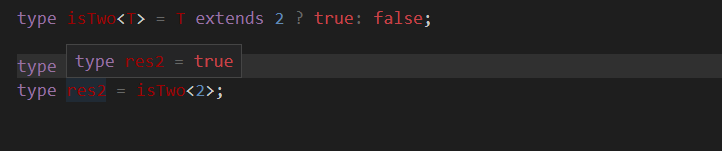 type isTwo<T> = T extends 2 ? true: false;
type
type res2 = true
type res2 = isTwo<2>;